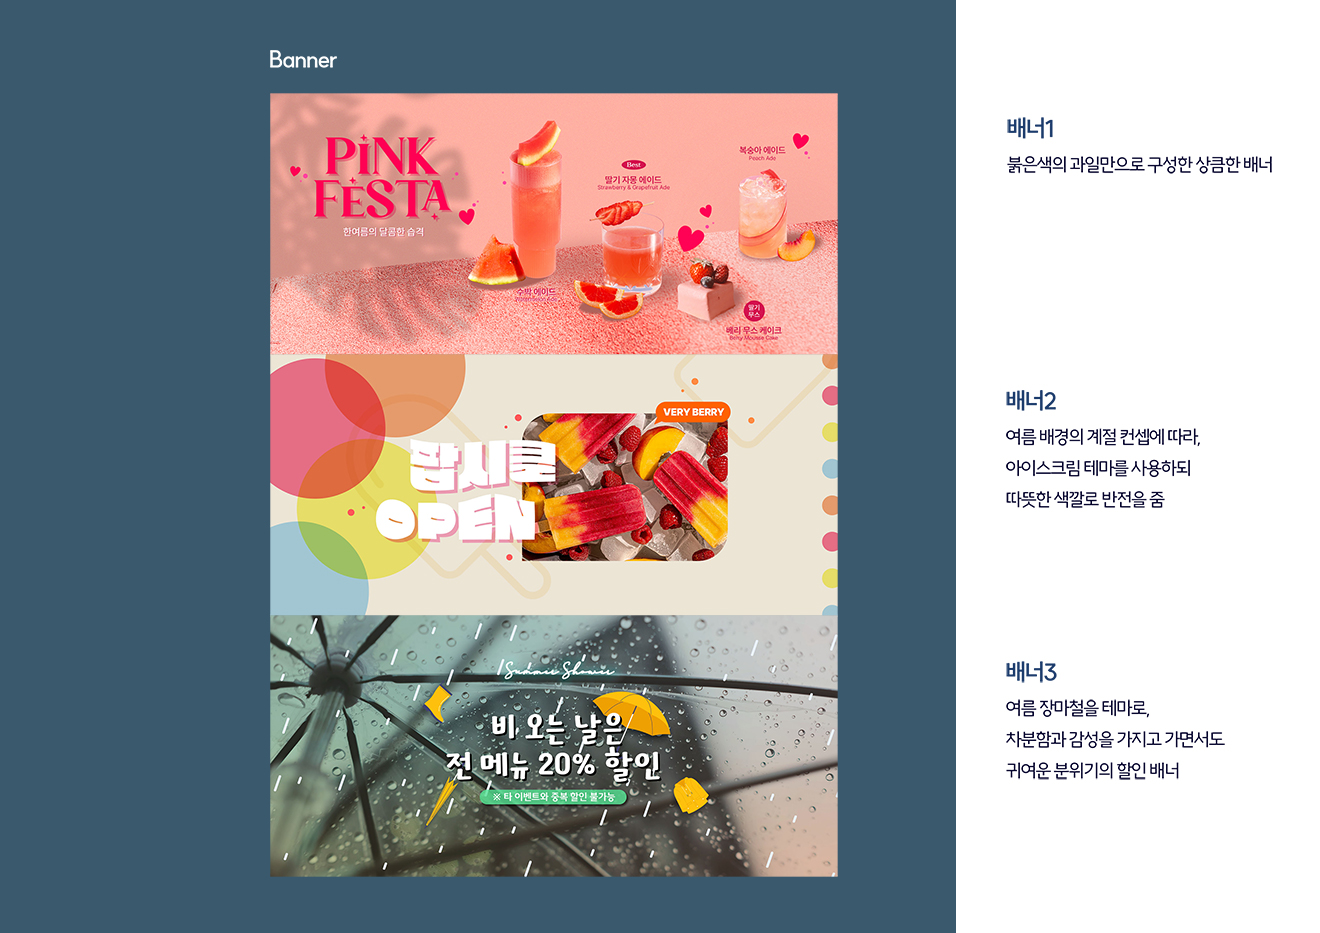 Banner
PINK
FESTA
한여름의 달콤한 습격
수박 에이드
Watermelon Ade
Best
딸기 자몽 에이드
Strawberry & Grapefruit Ade
복숭아 에이드
Peach Ade
딸기
무스
베리 무스 케이크
Berry Mousse Cake
VERY BERRY
팝시클
OPEN
Summer Shower
비 오는 날은
전 메뉴 20% 할인
※ 타 이벤트와 중복 할인 불가능
배너1
붉은색의 과일만으로 구성한 상큼한 배너
배너2
여름 배경의 계절 컨셉에 따라,
아이스크림 테마를 사용하되
따뜻한 색깔로 반전을 줌
배너3
여름 장마철을 테마로,
차분함과 감성을 가지고 가면서도
귀여운 분위기의 할인 배너